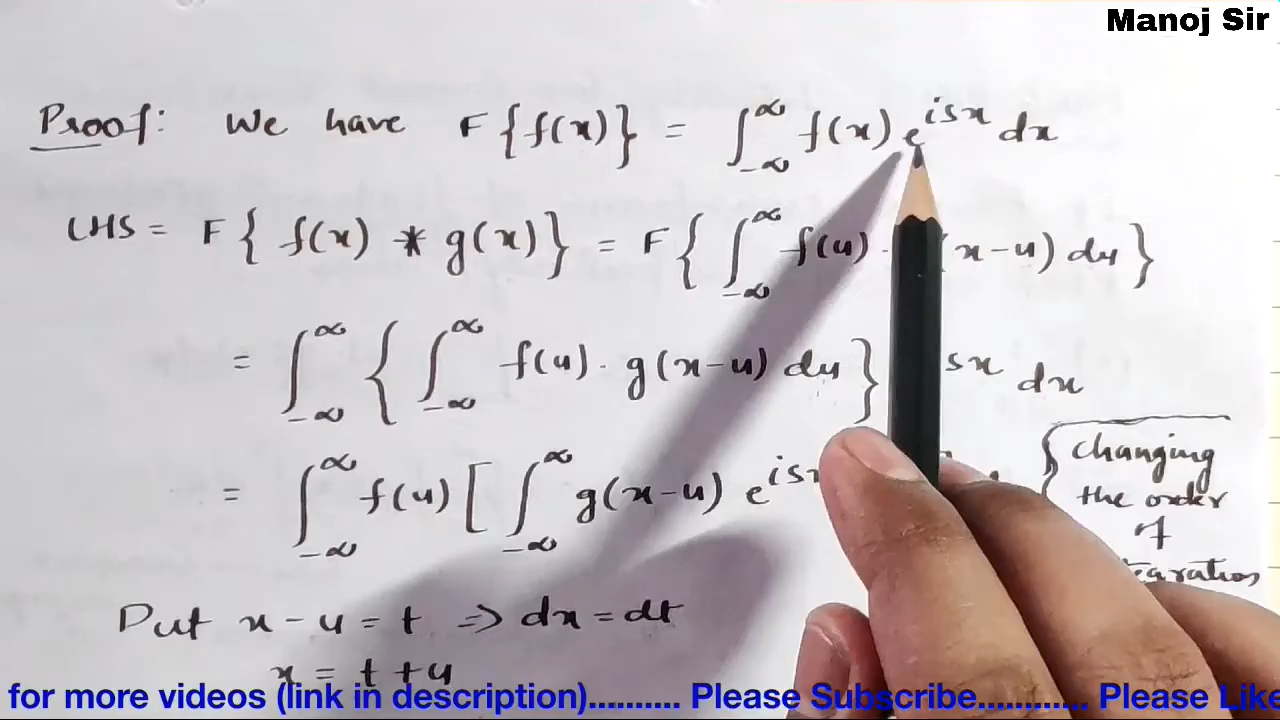 Manoj Sir
Proof: We have F{f(x)} = ∫_{-∞}^{∞} f(x) e^{isx} dx
LHS = F{ f(x) * g(x)} = F{ ∫_{-∞}^{∞} f(u) · (x-u) du}
= ∫_{-∞}^{∞} { ∫_{-∞}^{∞} f(u) · g(x-u) du} isx dx
= ∫_{-∞}^{∞} f(u) [ ∫_{-∞}^{∞} g(x-u) e^{is
{ changing
the order
of
Put x - u = t ⇒ dx = dt
x = t + u
for more videos (link in description).......... Please Subscribe............ Please Like